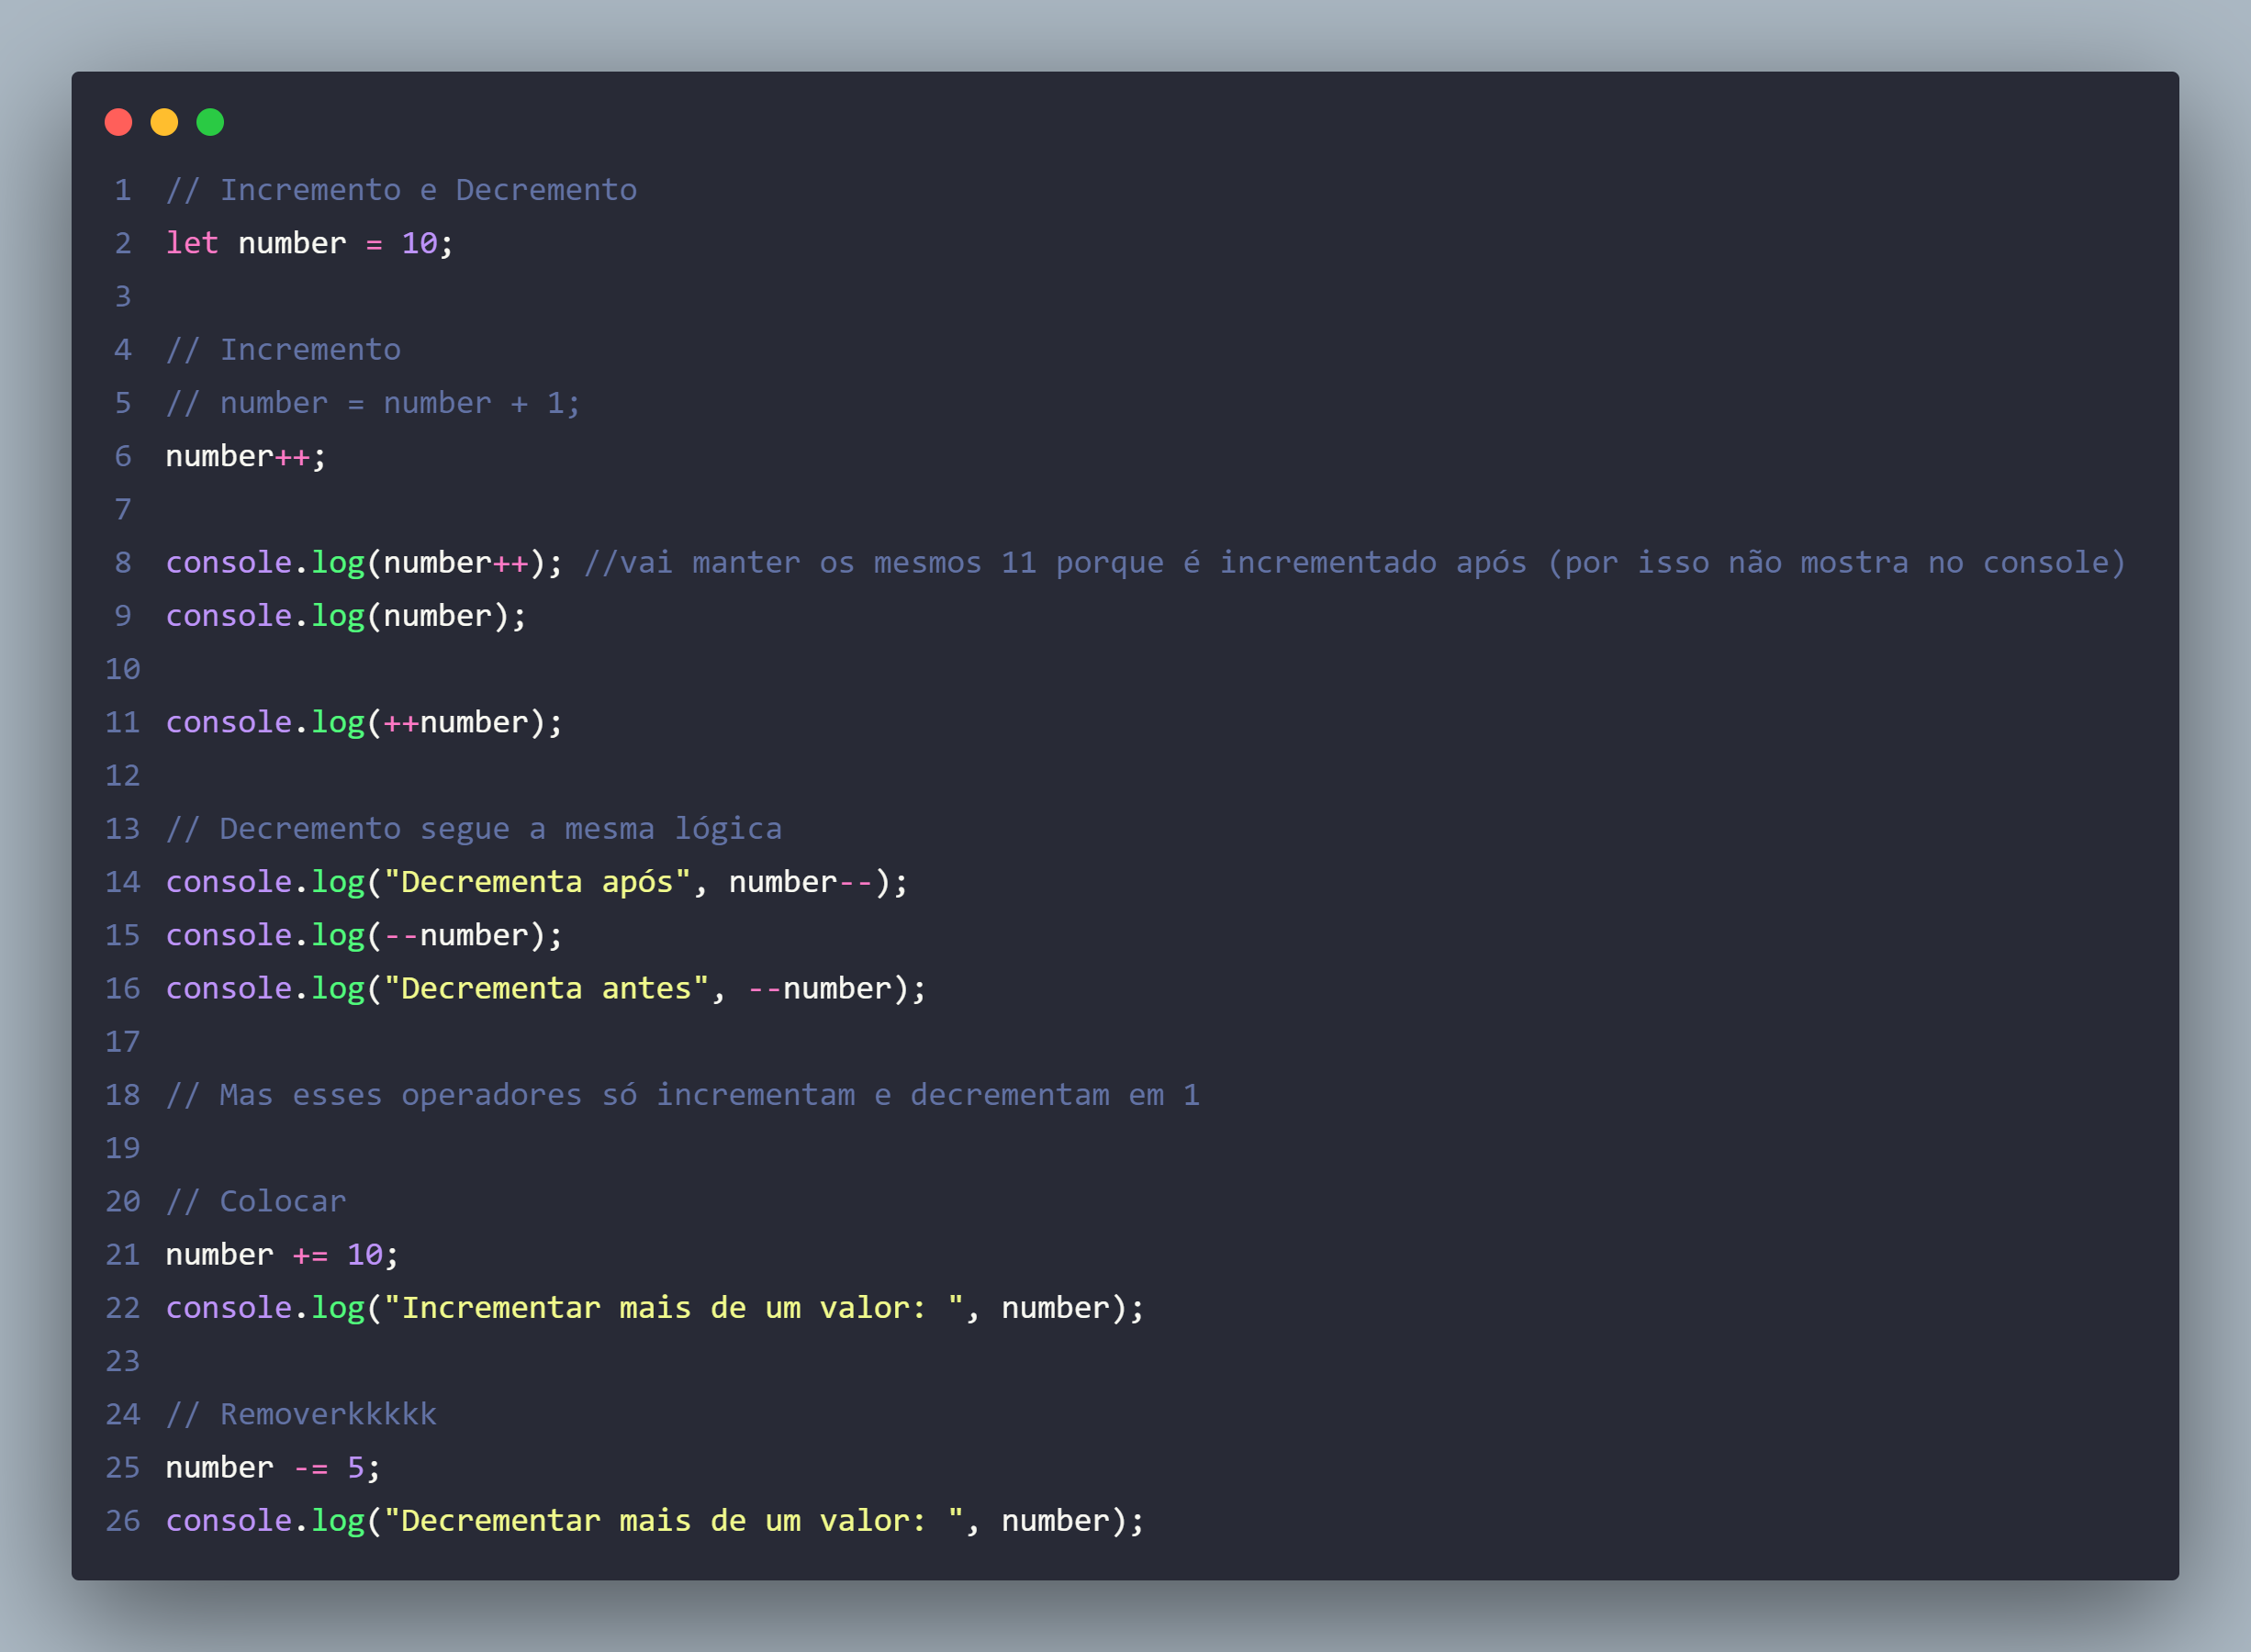 1 // Incremento e Decremento
2 let number = 10;
3
4 // Incremento
5 // number = number + 1;
6 number++;
7
8 console.log(number++); //vai manter os mesmos 11 porque é incrementado após (por isso não mostra no console)
9 console.log(number);
10
11 console.log(++number);
12
13 // Decremento segue a mesma lógica
14 console.log("Decrementa após", number--);
15 console.log(--number);
16 console.log("Decrementa antes", --number);
17
18 // Mas esses operadores só incrementam e decrementam em 1
19
20 // Colocar
21 number += 10;
22 console.log("Incrementar mais de um valor: ", number);
23
24 // Removerkkkkk
25 number -= 5;
26 console.log("Decrementar mais de um valor: ", number);